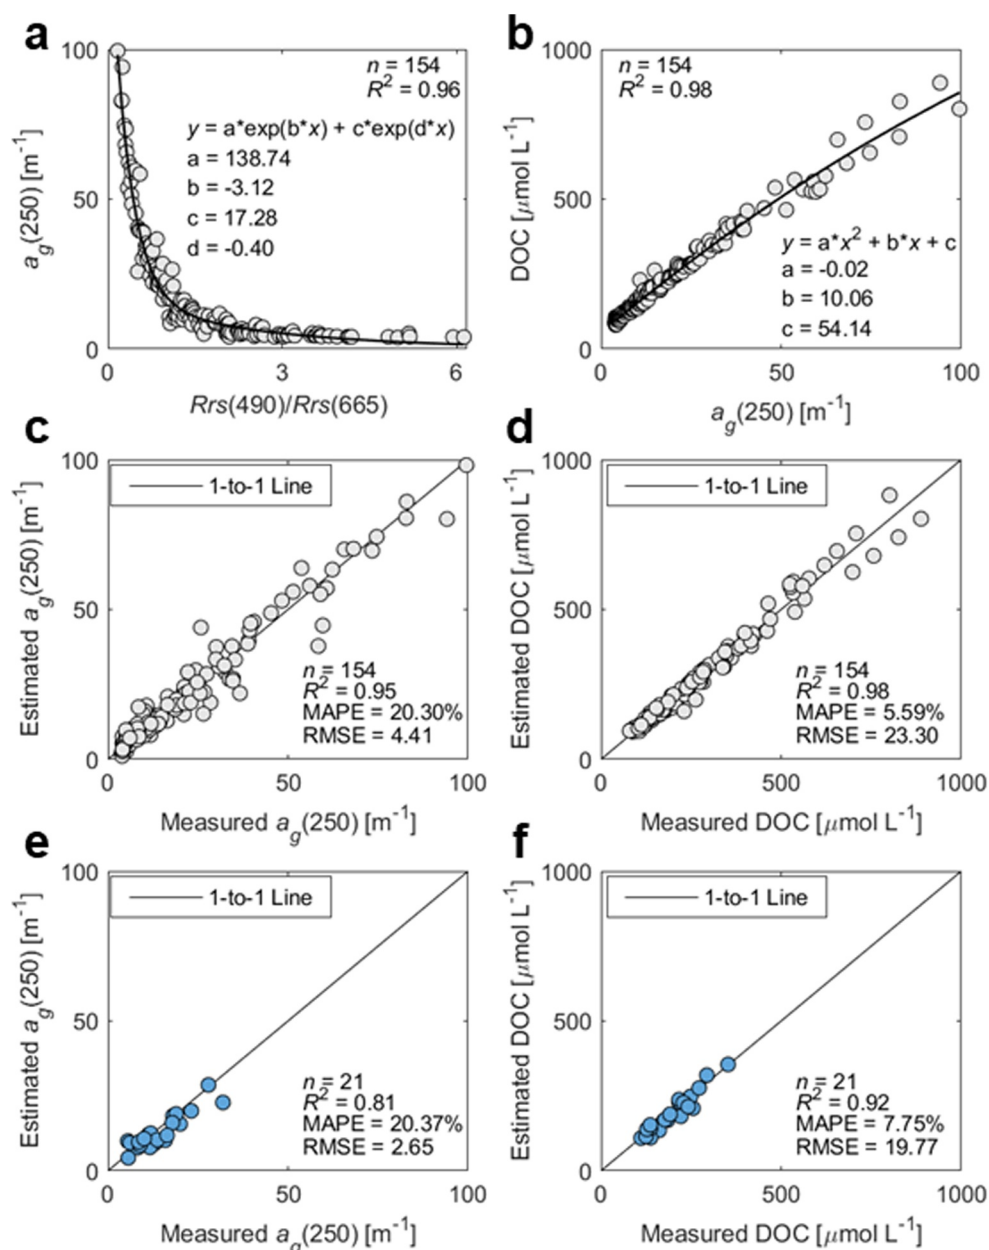 a
100
50
0
0
3
6
a_g(250) [m⁻¹]
Rrs(490)/Rrs(665)
n = 154
R² = 0.96
y = a*exp(b*x) + c*exp(d*x)
a = 138.74
b = -3.12
c = 17.28
d = -0.40
b
1000
500
0
0
50
100
DOC [μmol L⁻¹]
a_g(250) [m⁻¹]
n = 154
R² = 0.98
y = a*x² + b*x + c
a = -0.02
b = 10.06
c = 54.14
c
100
50
0
0
50
100
Estimated a_g(250) [m⁻¹]
Measured a_g(250) [m⁻¹]
1-to-1 Line
n = 154
R² = 0.95
MAPE = 20.30%
RMSE = 4.41
d
1000
500
0
0
500
1000
Estimated DOC [μmol L⁻¹]
Measured DOC [μmol L⁻¹]
1-to-1 Line
n = 154
R² = 0.98
MAPE = 5.59%
RMSE = 23.30
e
100
50
0
0
50
100
Estimated a_g(250) [m⁻¹]
Measured a_g(250) [m⁻¹]
1-to-1 Line
n = 21
R² = 0.81
MAPE = 20.37%
RMSE = 2.65
f
1000
500
0
0
500
1000
Estimated DOC [μmol L⁻¹]
Measured DOC [μmol L⁻¹]
1-to-1 Line
n = 21
R² = 0.92
MAPE = 7.75%
RMSE = 19.77